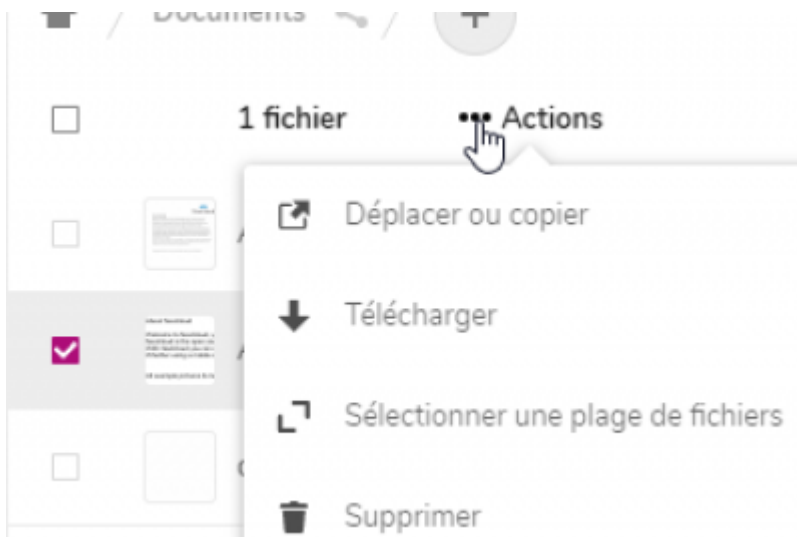 / Documents /
1 fichier ••• Actions
Déplacer ou copier
A
Télécharger
A
Sélectionner une plage de fichiers
Supprimer